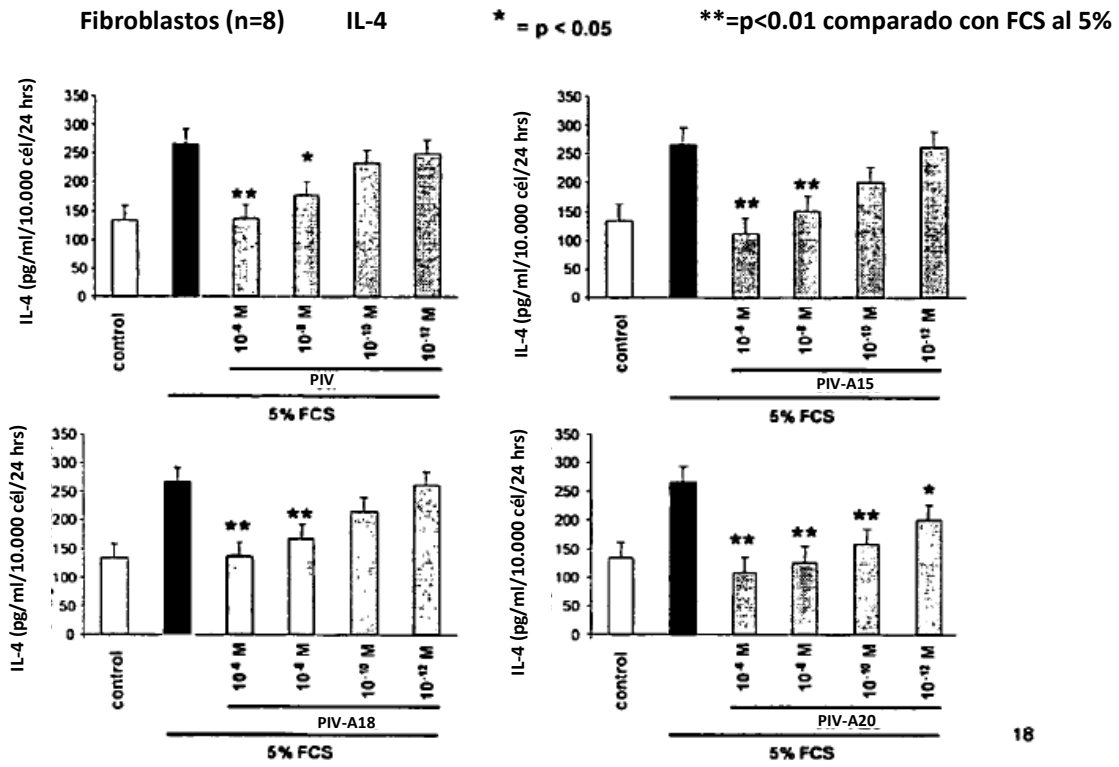 Fibroblastos (n=8) IL-4 * = p < 0.05 **=p<0.01 comparado con FCS al 5%
IL-4 (pg/ml/10.000 cél/24 hrs)
350
300
250
200
150
100
50
0
**
*
control
10⁻⁶ M
10⁻⁸ M
10⁻¹⁰ M
10⁻¹² M
PIV
5% FCS
IL-4 (pg/ml/10.000 cél/24 hrs)
350
300
250
200
150
100
50
0
**
**
control
10⁻⁶ M
10⁻⁸ M
10⁻¹⁰ M
10⁻¹² M
PIV-A15
5% FCS
IL-4 (pg/ml/10.000 cél/24 hrs)
350
300
250
200
150
100
50
0
**
**
control
10⁻⁶ M
10⁻⁸ M
10⁻¹⁰ M
10⁻¹² M
PIV-A18
5% FCS
IL-4 (pg/ml/10.000 cél/24 hrs)
350
300
250
200
150
100
50
0
**
**
**
*
control
10⁻⁶ M
10⁻⁸ M
10⁻¹⁰ M
10⁻¹² M
PIV-A20
5% FCS
18